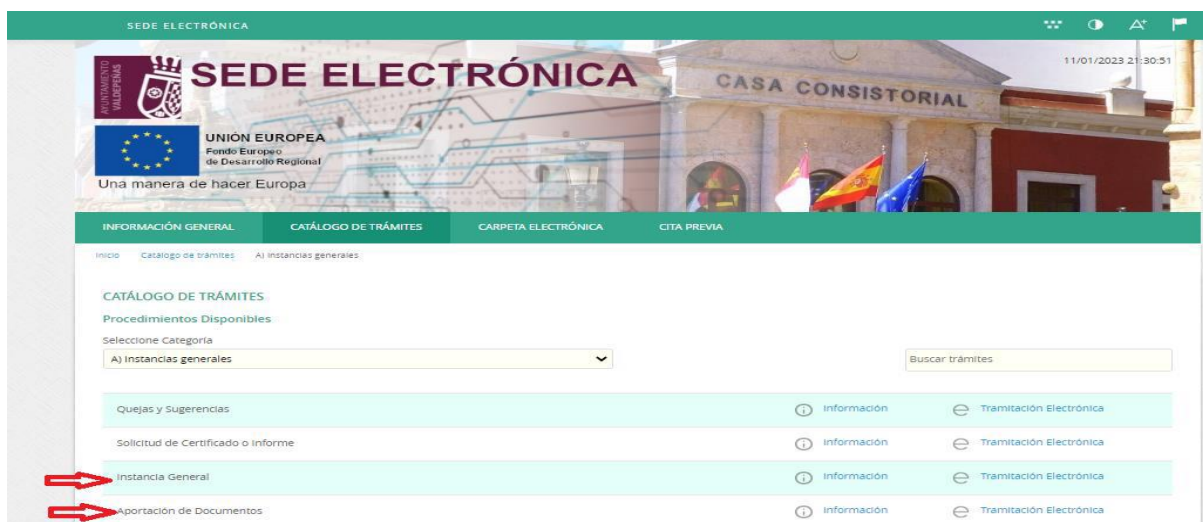 SEDE ELECTRÓNICA
A+
11/01/2023 21:30:51
AYUNTAMIENTO
VALDEPEÑAS
SEDE ELECTRÓNICA
CASA CONSISTORIAL
UNIÓN EUROPEA
Fondo Europeo
de Desarrollo Regional
Una manera de hacer Europa
INFORMACIÓN GENERAL CATÁLOGO DE TRÁMITES CARPETA ELECTRÓNICA CITA PREVIA
Inicio Catálogo de trámites A) Instancias generales
CATÁLOGO DE TRÁMITES
Procedimientos Disponibles
Seleccione Categoría
A) Instancias generales Buscar trámites
Quejas y Sugerencias Información Tramitación Electrónica
Solicitud de Certificado o Informe Información Tramitación Electrónica
Instancia General Información Tramitación Electrónica
Aportación de Documentos Información Tramitación Electrónica